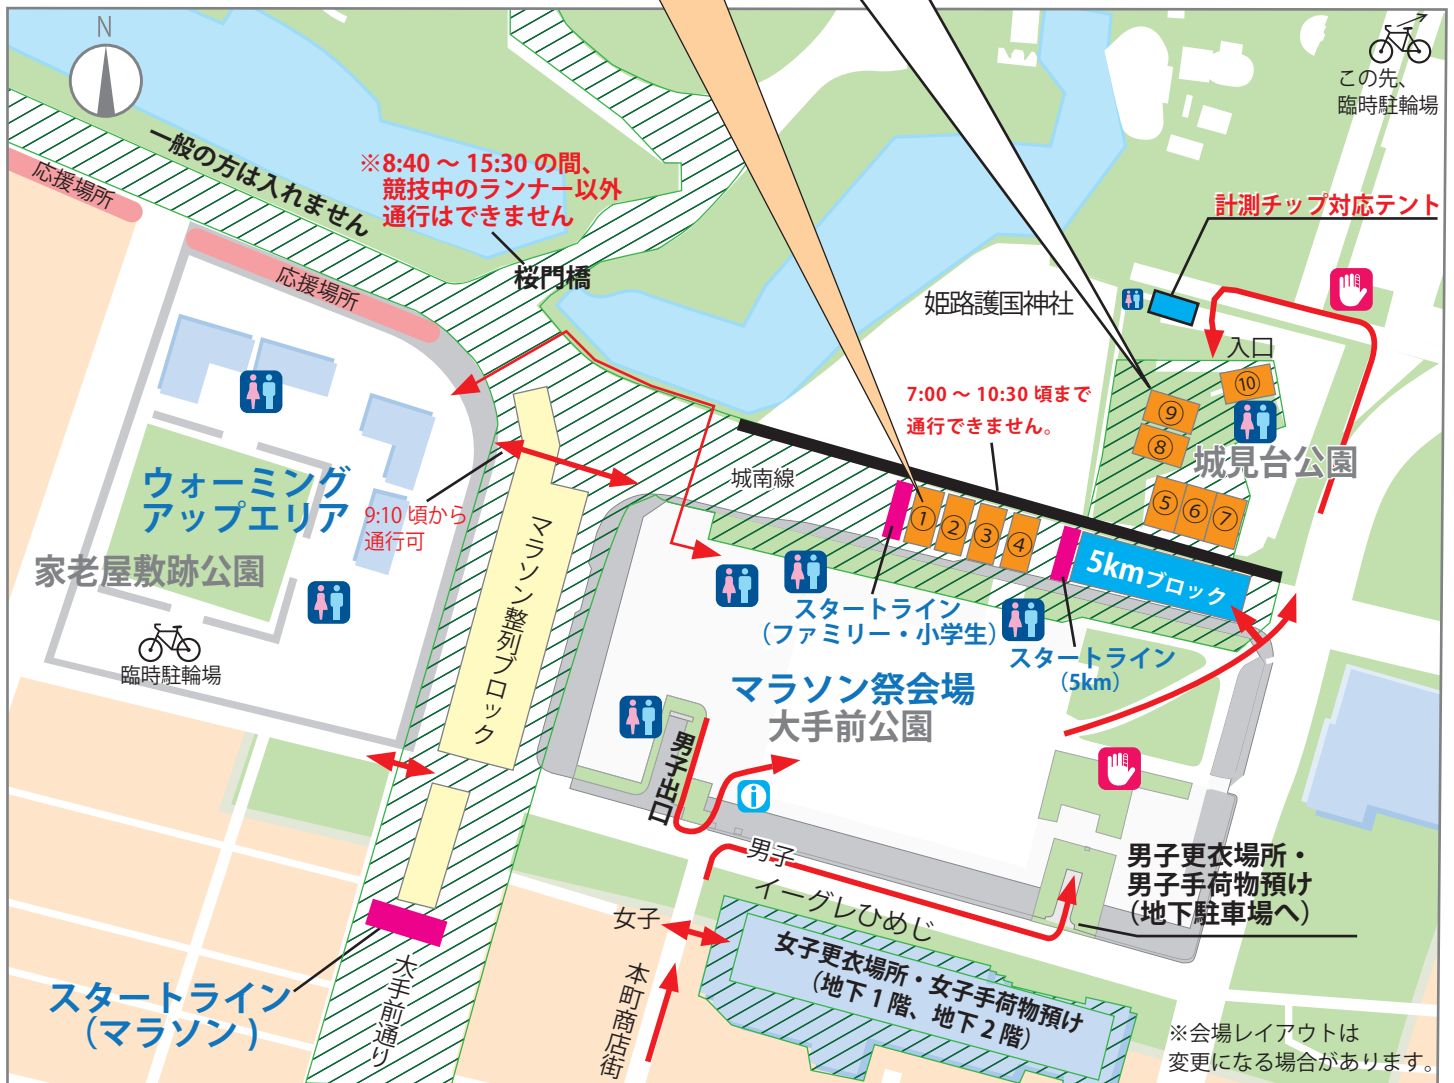 N
この先、
臨時駐輪場
一般の方は入れません
応援場所
※8:40 ～ 15:30 の間、
競技中のランナー以外
通行はできません
桜門橋
応援場所
計測チップ対応テント
姫路護国神社
入口
7:00 ～ 10:30 頃まで
通行できません。
⑩
⑨
⑧
城見台公園
⑤ ⑥ ⑦
城南線
① ② ③ ④
5kmブロック
ウォーミング
アップエリア
9:10 頃から
通行可
家老屋敷跡公園
臨時駐輪場
マラソン整列ブロック
スタートライン
（ファミリー・小学生）
スタートライン
（5km）
マラソン祭会場
大手前公園
男子出口
i
男子
イーグレひめじ
男子更衣場所・
男子手荷物預け
（地下駐車場へ）
女子
女子更衣場所・女子手荷物預け
（地下 1 階、地下 2 階）
本町商店街
大手前通り
スタートライン
（マラソン )
※会場レイアウトは
変更になる場合があります。